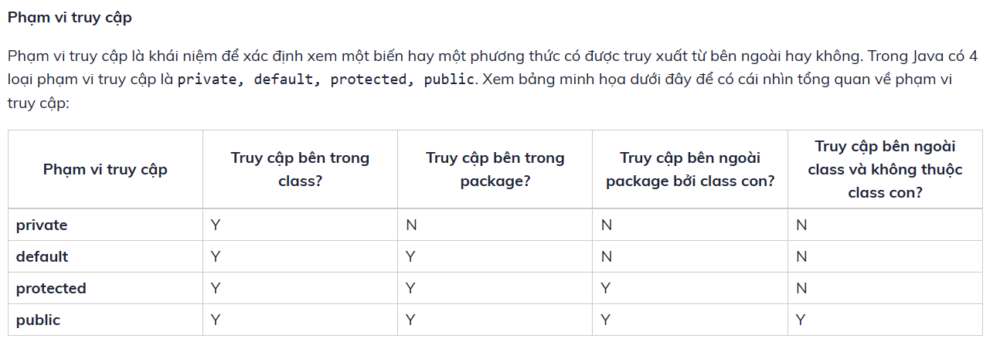 Phạm vi truy cập
Phạm vi truy cập là khái niệm để xác định xem một biến hay một phương thức có được truy xuất từ bên ngoài hay không. Trong Java có 4
loại phạm vi truy cập là private, default, protected, public. Xem bảng minh họa dưới đây để có cái nhìn tổng quan về phạm vi
truy cập:
Phạm vi truy cập
Truy cập bên trong
class?
Truy cập bên trong
package?
Truy cập bên ngoài
package bởi class con?
Truy cập bên ngoài
class và không thuộc
class con?
private Y N N N
default Y Y N N
protected Y Y Y N
public Y Y Y Y